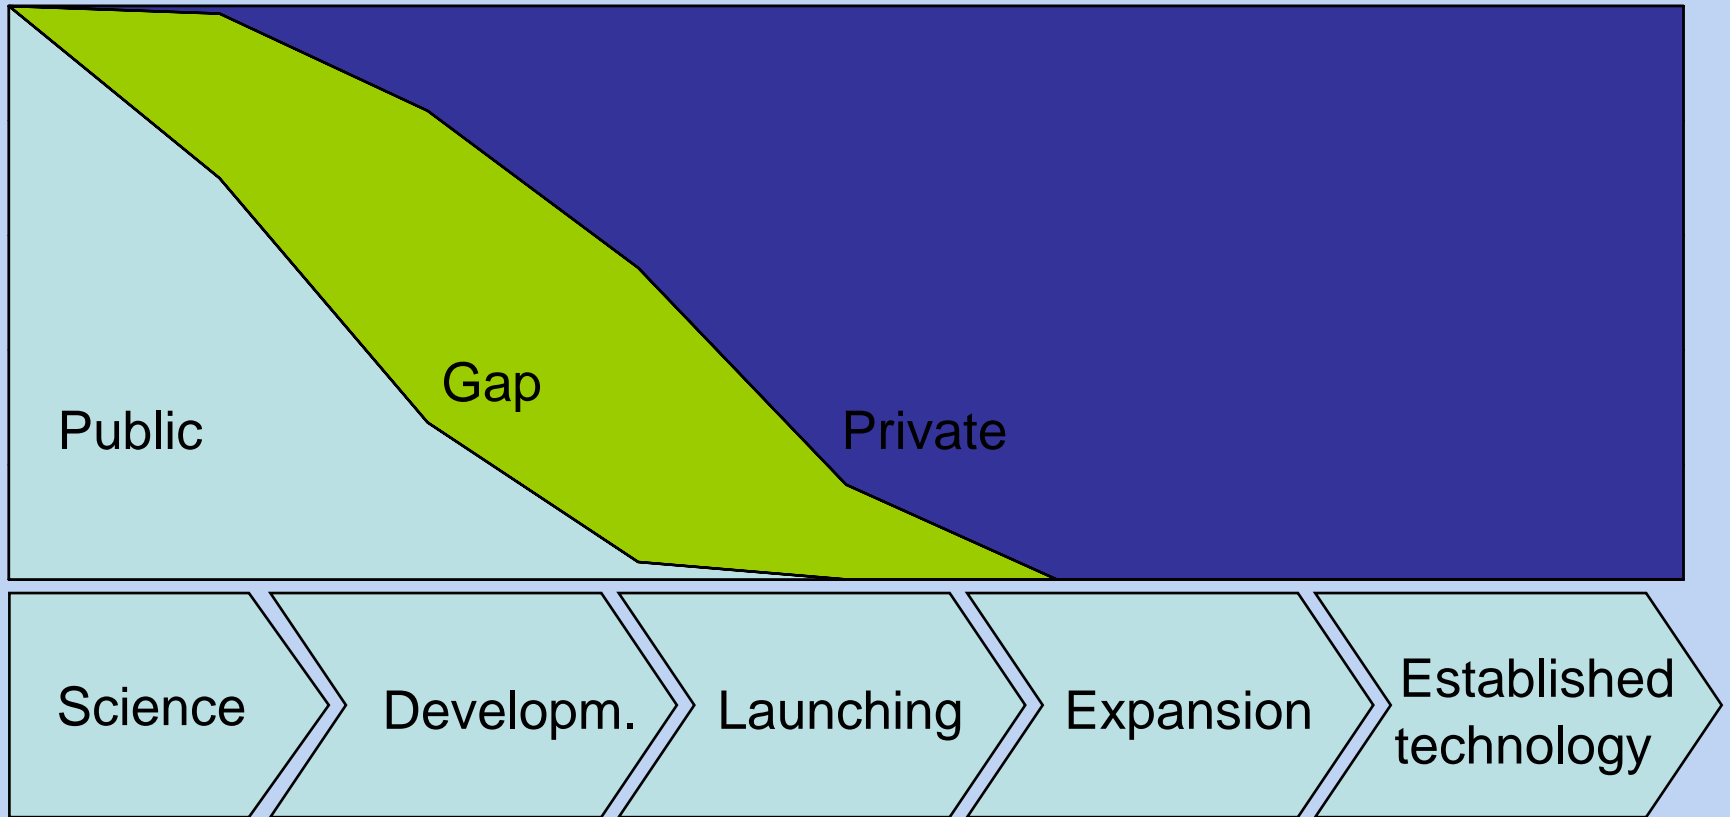 Gap
Public
Private
Science
Developm.
Launching
Expansion
Established
technology